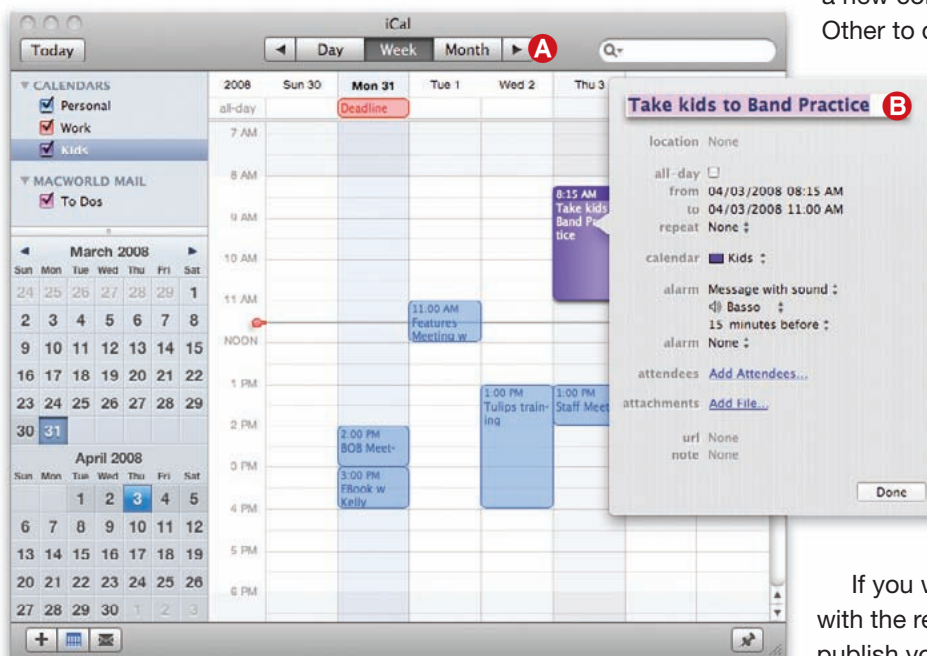 a new
Other to
iCal
Today
Day Week Month
A
2008 Sun 30 Mon 31 Tue 1 Wed 2 Thu 3
all-day Deadline
CALENDARS
Personal
Work
Kids
MACWORLD MAIL
To Dos
March 2008
Sun Mon Tue Wed Thu Fri Sat
24 25 26 27 28 29 1
2 3 4 5 6 7 8
9 10 11 12 13 14 15
16 17 18 19 20 21 22
23 24 25 26 27 28 29
30 31
April 2008
Sun Mon Tue Wed Thu Fri Sat
1 2 3 4 5
6 7 8 9 10 11 12
13 14 15 16 17 18 19
20 21 22 23 24 25 26
27 28 29 30 1 2 3
7 AM
8 AM
9 AM
10 AM
11 AM
NOON
1 PM
2 PM
3 PM
4 PM
5 PM
6 PM
2:00 PM
BOB Meet-
3:00 PM
EBook w
Kelly
11:00 AM
Features
Meeting w
1:00 PM
Tulips train-
ing
8:15 AM
Take kids
Band
tice
1:00 PM
Staff Meet
Take kids to Band Practice
B
location None
all-day
from 04/03/2008 08:15 AM
to 04/03/2008 11:00 AM
repeat None
calendar Kids
alarm Message with sound
Basso
15 minutes before
alarm None
attendees Add Attendees...
attachments Add File...
url None
note None
Done
If you
with the
publish